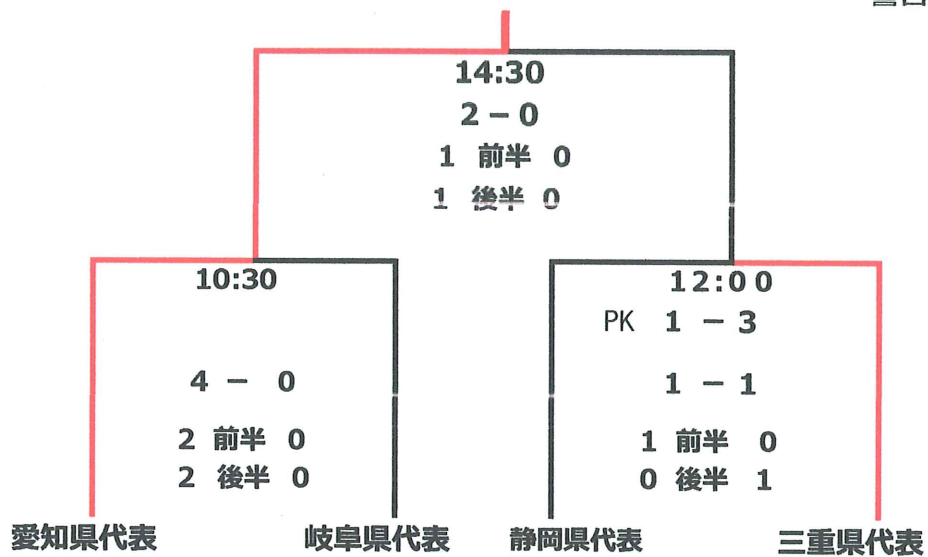 14:30
2 － 0
1 前半 0
1 後半 0
10:30
4 － 0
2 前半 0
2 後半 0
12:00
PK 1 － 3
1 － 1
1 前半 0
0 後半 1
愛知県代表 岐阜県代表 静岡県代表 三重県代表